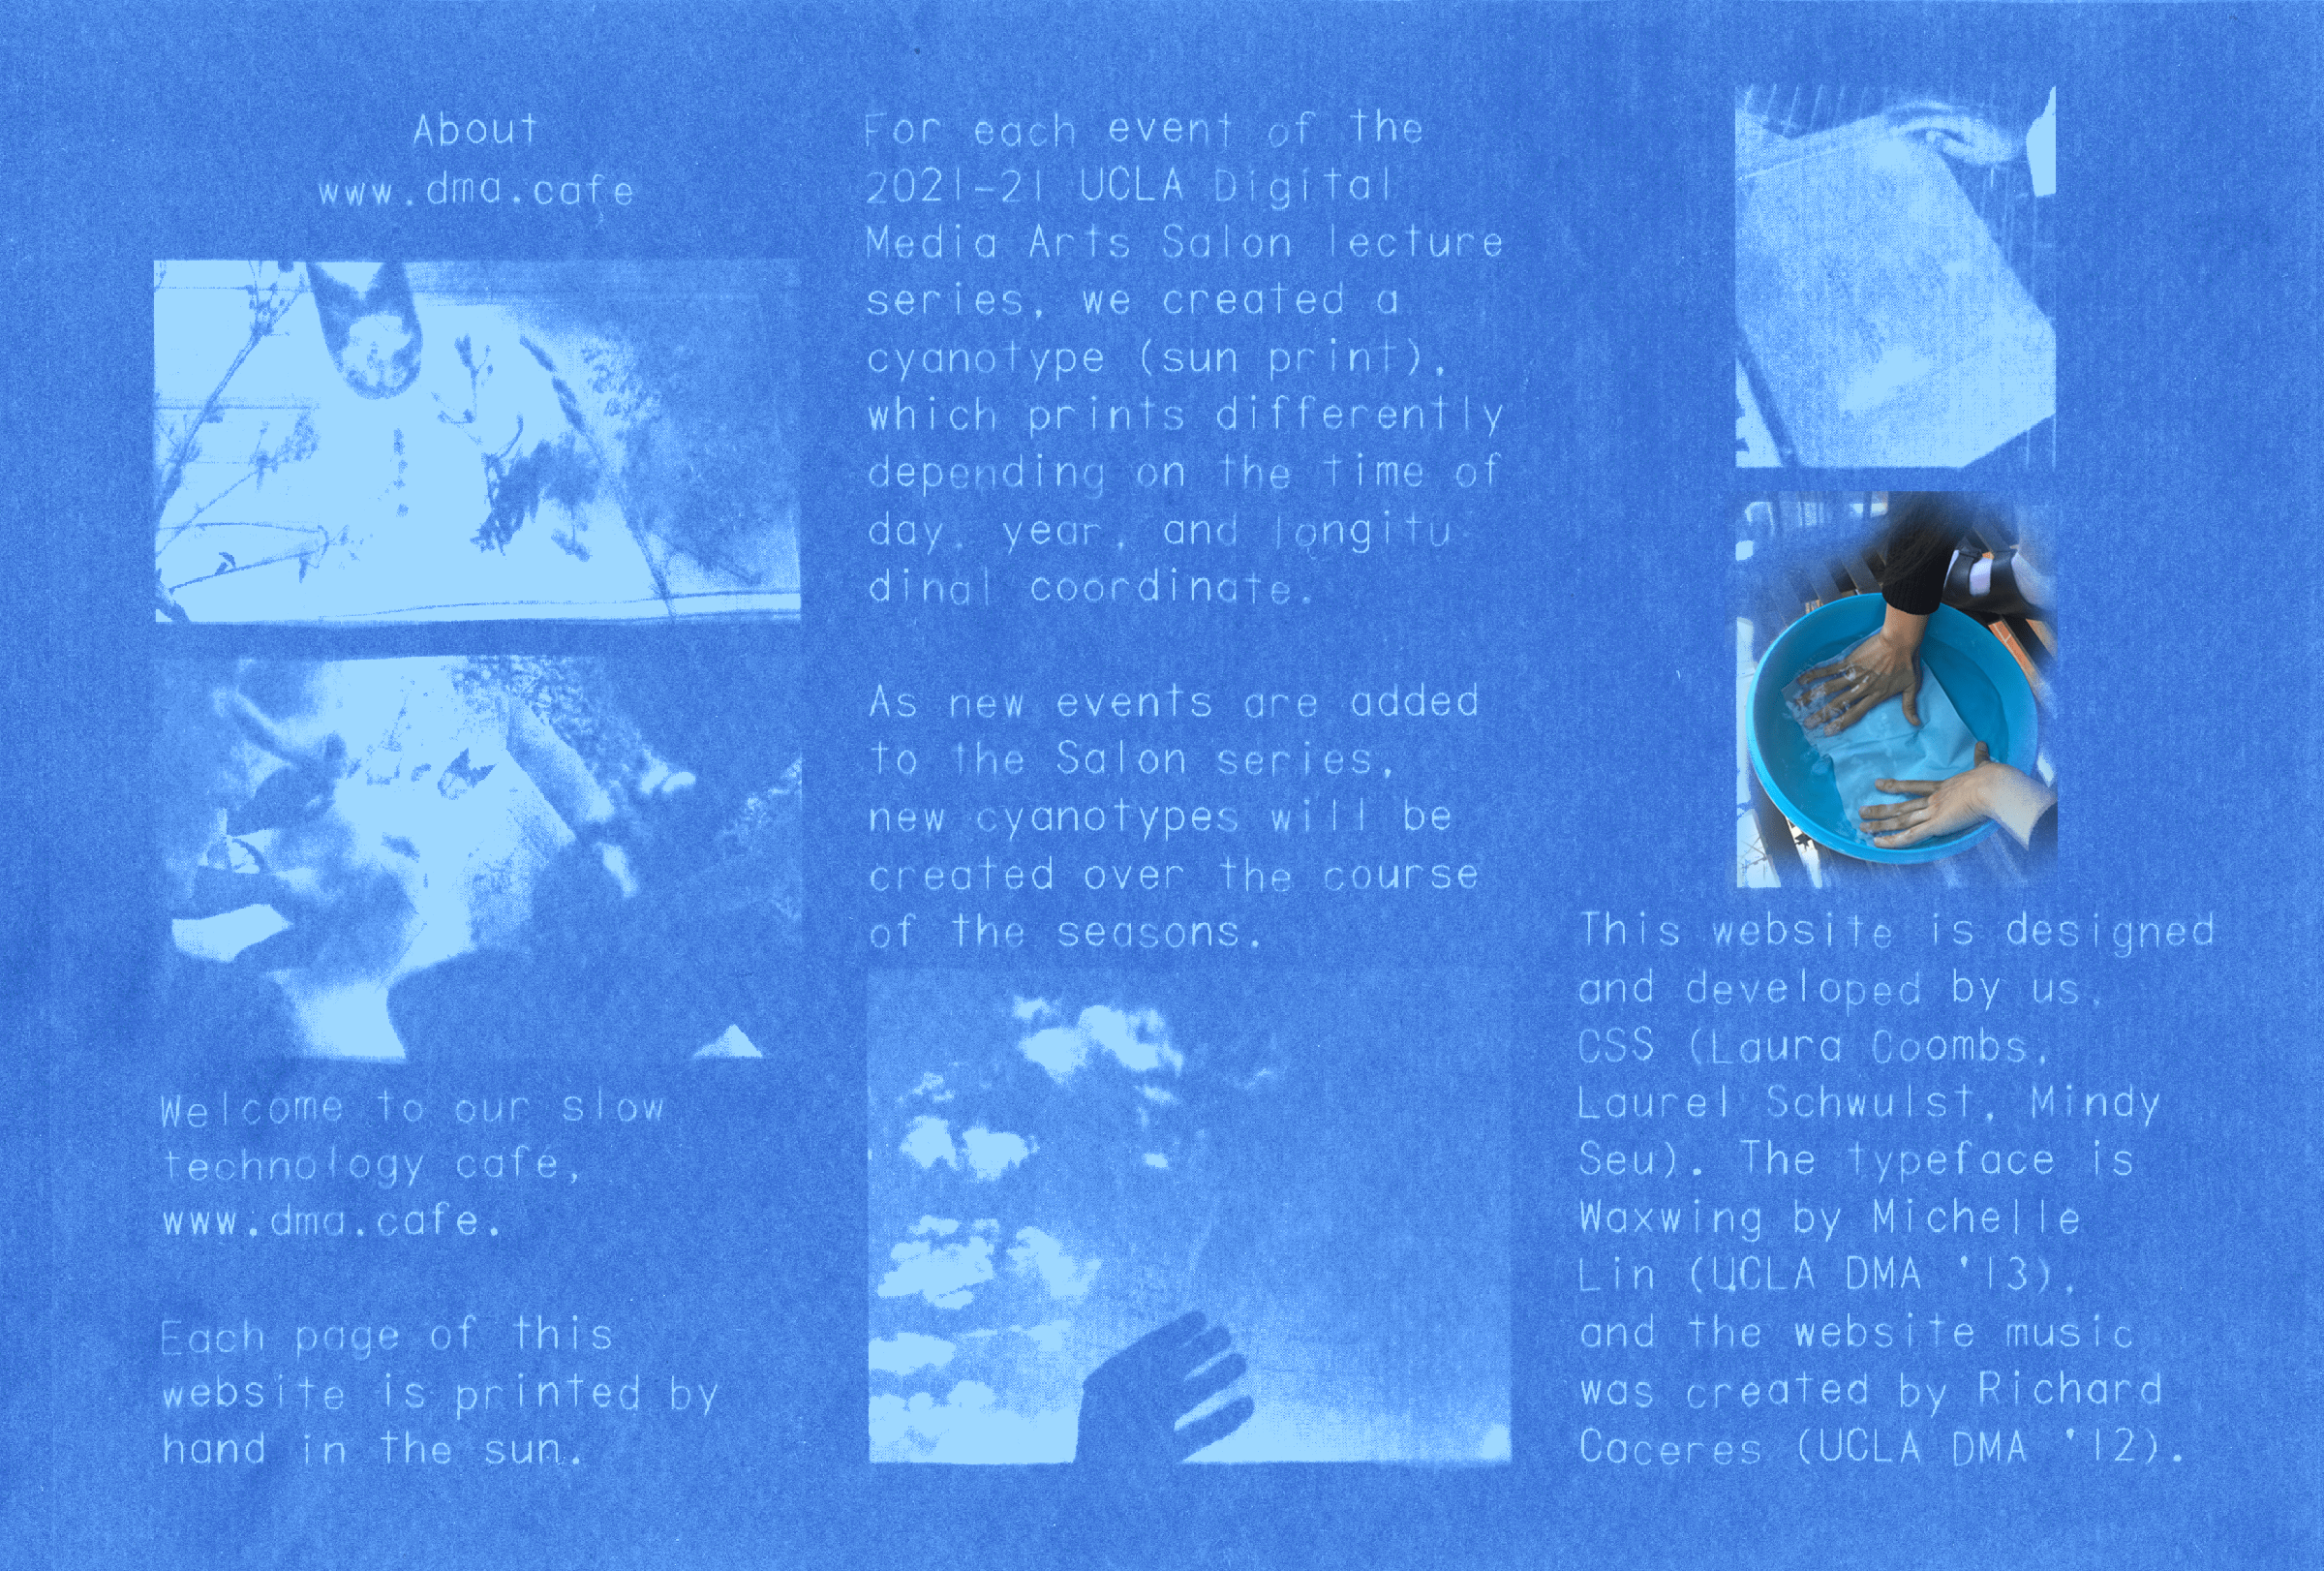 About
www.dma.cafe
Welcome to our slow
technology cafe,
www.dma.cafe.
Each page of this
website is printed by
hand in the sun.
For each event of the
2021-21 UCLA Digital
Media Arts Salon lecture
series, we created a
cyanotype (sun print),
which prints differently
depending on the time of
day, year, and longitu-
dinal coordinate.
As new events are added
to the Salon series,
new cyanotypes will be
created over the course
of the seasons.
This website is designed
and developed by us,
CSS (Laura Coombs,
Laurel Schwulst, Mindy
Seu). The typeface is
Waxwing by Michelle
Lin (UCLA DMA '13),
and the website music
was created by Richard
Caceres (UCLA DMA '12).